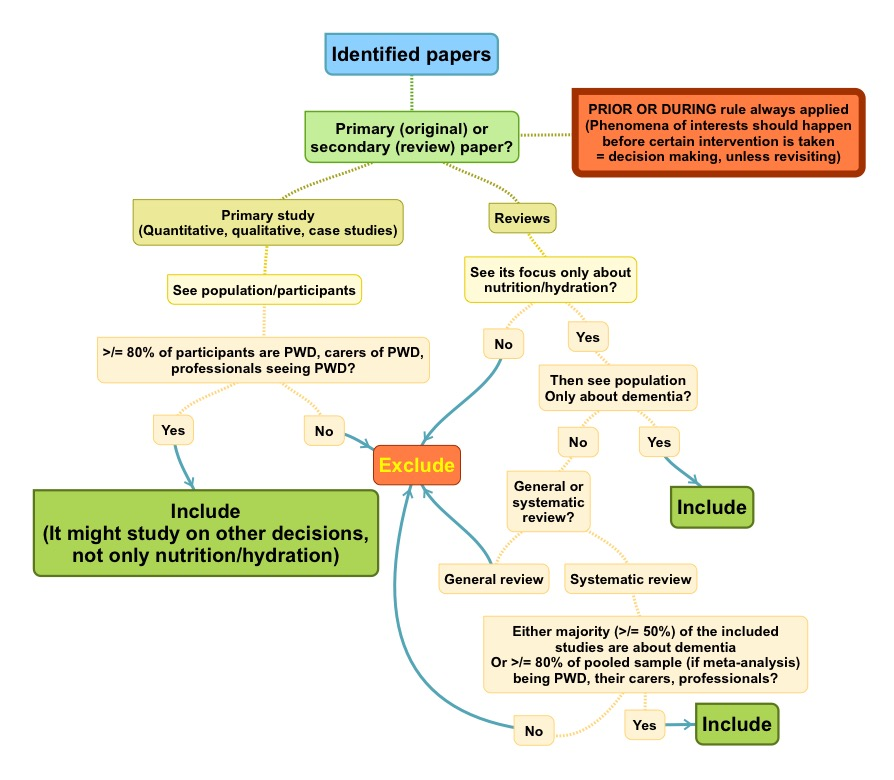 Identified papers
Primary (original) or
secondary (review) paper?
PRIOR OR DURING rule always applied
(Phenomena of interests should happen
before certain intervention is taken
= decision making, unless revisiting)
Primary study
(Quantitative, qualitative, case studies)
Reviews
See population/participants
See its focus only about
nutrition/hydration?
>/= 80% of participants are PWD, carers of PWD,
professionals seeing PWD?
No
Yes
Then see population
Only about dementia?
Yes
No
No
Yes
Exclude
Include
(It might study on other decisions,
not only nutrition/hydration)
General or
systematic
review?
Include
General review
Systematic review
Either majority (>/= 50%) of the included
studies are about dementia
Or >/= 80% of pooled sample (if meta-analysis)
being PWD, their carers, professionals?
No
Yes
Include